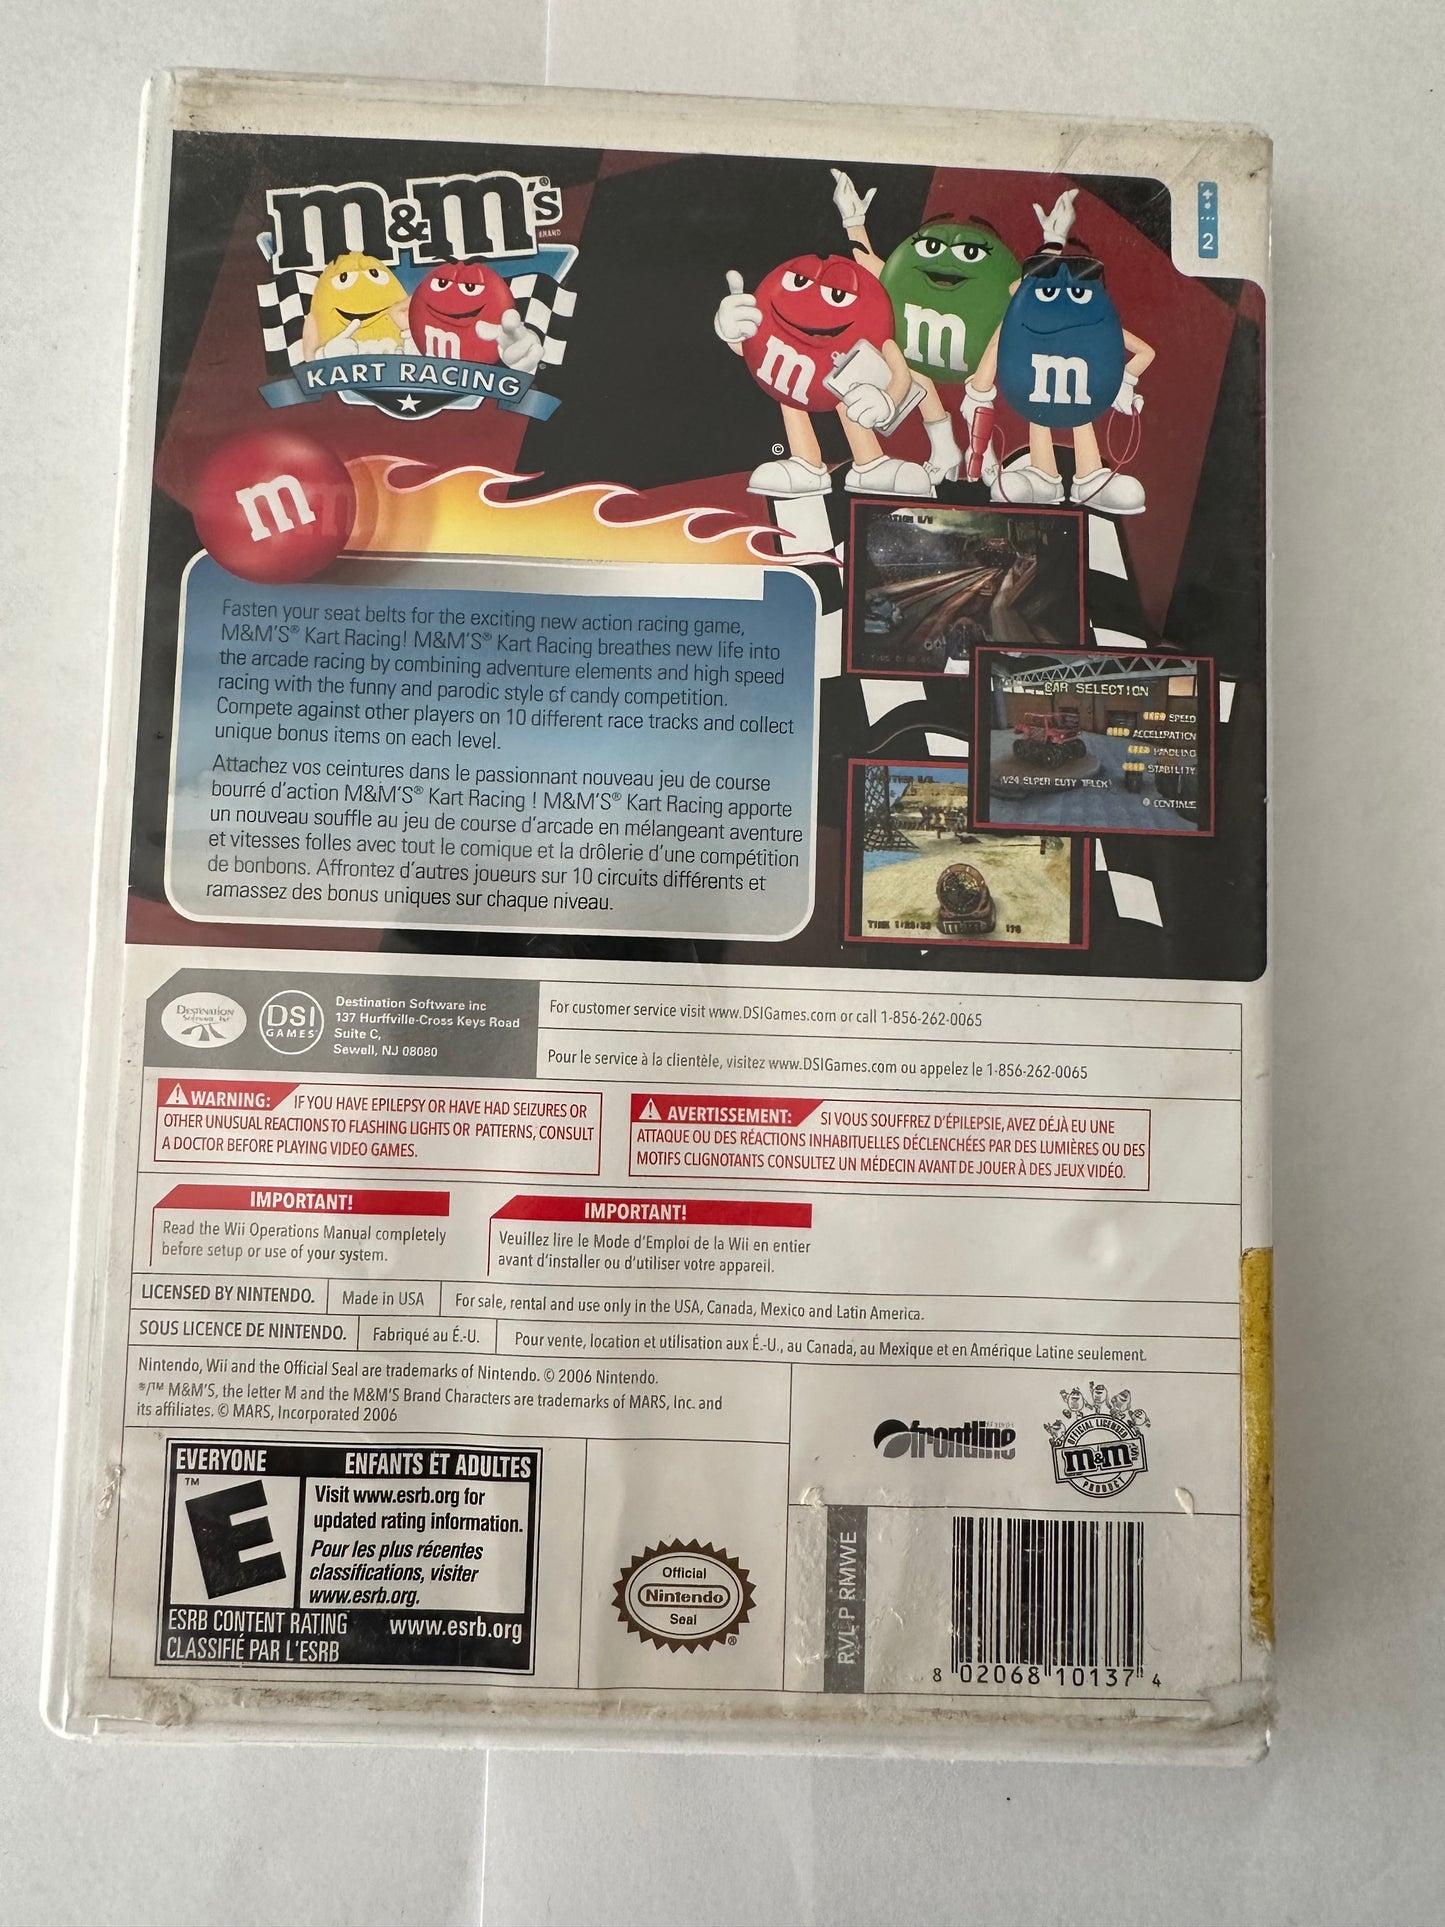 m&m's®
BRAND
KART RACING
2
m
m
m
m
m
©
Fasten your seat belts for the exciting new action racing game,
M&M'S® Kart Racing! M&M'S® Kart Racing breathes new life into
the arcade racing by combining adventure elements and high speed
racing with the funny and parodic style of candy competition.
Compete against other players on 10 different race tracks and collect
unique bonus items on each level.
Attachez vos ceintures dans le passionnant nouveau jeu de course
bourré d'action M&M'S® Kart Racing ! M&M'S® Kart Racing apporte
un nouveau souffle au jeu de course d'arcade en mélangeant aventure
et vitesses folles avec tout le comique et la drôlerie d'une compétition
de bonbons. Affrontez d'autres joueurs sur 10 circuits différents et
ramassez des bonus uniques sur chaque niveau.
CAR SELECTION
SPEED
ACCELERATION
HANDLING
STABILITY
V24 SUPER DUTY TRUCK
CONTINUE
Destination
Software Inc
DSI
GAMES
Destination Software inc
137 Hurffville-Cross Keys Road
Suite C,
Sewell, NJ 08080
For customer service visit www.DSIGames.com or call 1-856-262-0065
Pour le service à la clientèle, visitez www.DSIGames.com ou appelez le 1-856-262-0065
WARNING: IF YOU HAVE EPILEPSY OR HAVE HAD SEIZURES OR
OTHER UNUSUAL REACTIONS TO FLASHING LIGHTS OR PATTERNS, CONSULT
A DOCTOR BEFORE PLAYING VIDEO GAMES.
AVERTISSEMENT: SI VOUS SOUFFREZ D'ÉPILEPSIE, AVEZ DÉJÀ EU UNE
ATTAQUE OU DES RÉACTIONS INHABITUELLES DÉCLENCHÉES PAR DES LUMIÈRES OU DES
MOTIFS CLIGNOTANTS CONSULTEZ UN MÉDECIN AVANT DE JOUER À DES JEUX VIDÉO.
IMPORTANT!
Read the Wii Operations Manual completely
before setup or use of your system.
IMPORTANT!
Veuillez lire le Mode d'Emploi de la Wii en entier
avant d'installer ou d'utiliser votre appareil.
LICENSED BY NINTENDO. Made in USA For sale, rental and use only in the USA, Canada, Mexico and Latin America.
SOUS LICENCE DE NINTENDO. Fabriqué au É.-U. Pour vente, location et utilisation aux É.-U., au Canada, au Mexique et en Amérique Latine seulement.
Nintendo, Wii and the Official Seal are trademarks of Nintendo. © 2006 Nintendo.
®/™ M&M'S, the letter M and the M&M'S Brand Characters are trademarks of MARS, Inc. and
its affiliates. © MARS, Incorporated 2006
frontline
OFFICIAL LICENSED
m&m's
PRODUCT
EVERYONE ENFANTS ET ADULTES
E™
Visit www.esrb.org for
updated rating information.
Pour les plus récentes
classifications, visiter
www.esrb.org.
ESRB CONTENT RATING www.esrb.org
CLASSIFIÉ PAR L'ESRB
Official
Nintendo
Seal
®
RVL P RMWE
8 02068 10137 4